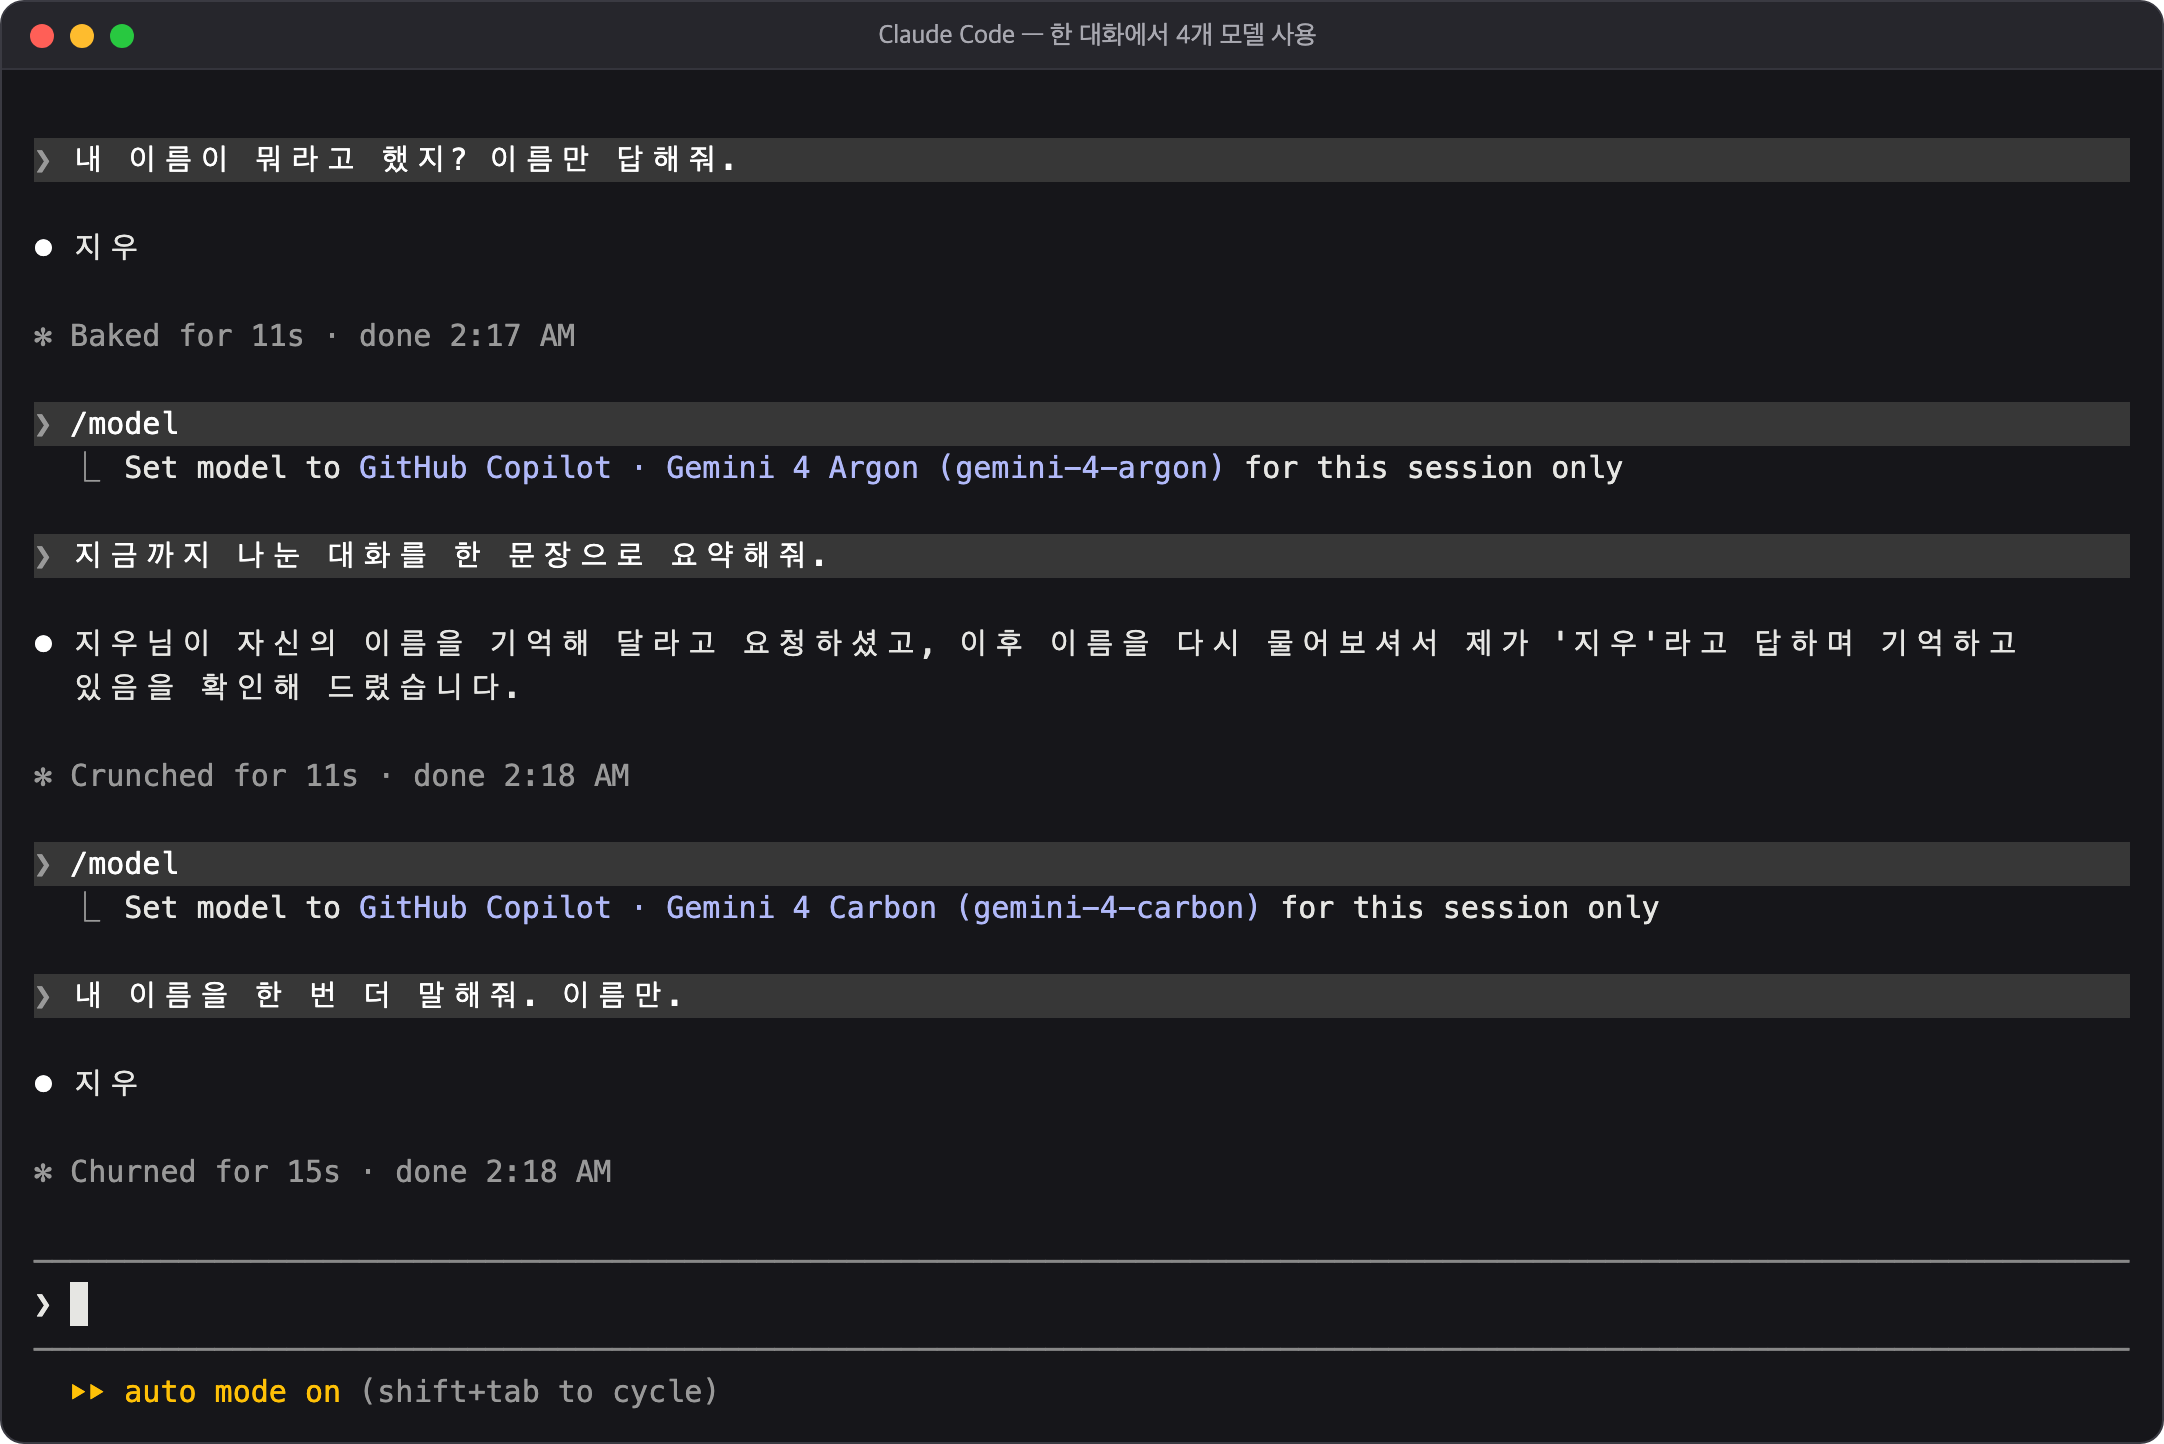 Claude Code — 한 대화에서 4개 모델 사용
❯ 내 이름이 뭐라고 했지? 이름만 답해줘.
● 지우
✻ Baked for 11s · done 2:17 AM
❯ /model
⎿ Set model to GitHub Copilot · Gemini 4 Argon (gemini-4-argon) for this session only
❯ 지금까지 나눈 대화를 한 문장으로 요약해줘.
● 지우님이 자신의 이름을 기억해 달라고 요청하셨고, 이후 이름을 다시 물어보셔서 제가 '지우'라고 답하며 기억하고
있음을 확인해 드렸습니다.
✻ Crunched for 11s · done 2:18 AM
❯ /model
⎿ Set model to GitHub Copilot · Gemini 4 Carbon (gemini-4-carbon) for this session only
❯ 내 이름을 한 번 더 말해줘. 이름만.
● 지우
✻ Churned for 15s · done 2:18 AM
❯
⏵⏵ auto mode on (shift+tab to cycle)